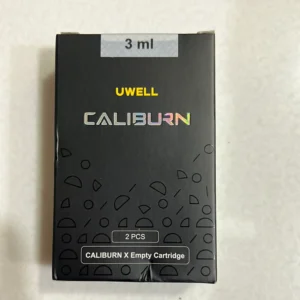 3 ml
UWELL
CALIBURN
2 PCS
CALIBURN X Empty Cartridge